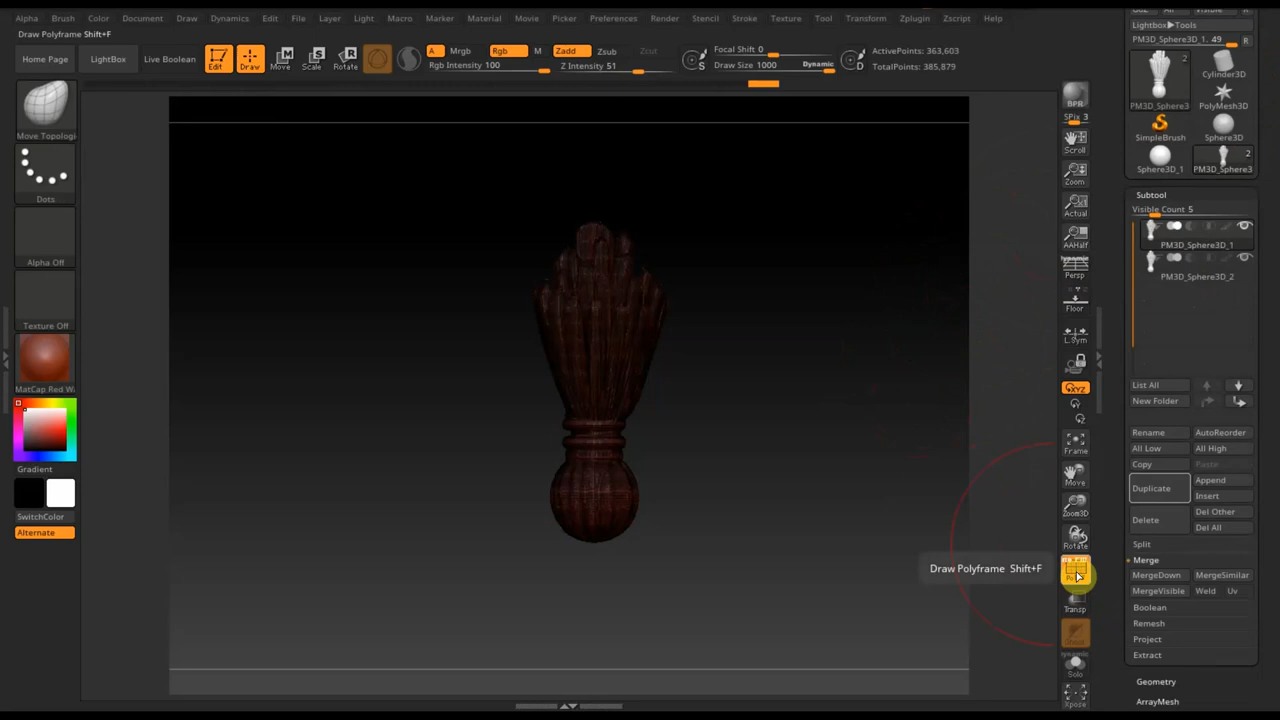 Alpha Brush Color Document Draw Dynamics Edit File Layer Light Macro Marker Material Movie Picker Preferences Render Stencil Stroke Texture Tool Transform Zplugin Zscript Help
Draw Polyframe Shift+F
Home Page LightBox Live Boolean
Edit Draw Move Scale Rotate
A Mrgb Rgb M Zadd Zsub Zcut
Rgb Intensity 100 Z Intensity 51
Focal Shift 0
Draw Size 1000 Dynamic
S D
ActivePoints: 363,603
TotalPoints: 385,879
Move Topologi
Dots
Alpha Off
Texture Off
MatCap Red Wa
Gradient
SwitchColor
Alternate
BPR
SPix 3
Scroll
Zoom
Actual
AAHalf
Dynamic
Persp
Floor
L.Sym
XYZ
Frame
Move
Zoom3D
Rotate
Draw Polyframe Shift+F
Transp
Dynamic
Solo
Xpose
Lightbox▸Tools
PM3D_Sphere3D_1. 49 R
2
Cylinder3D
PM3D_Sphere3 PolyMesh3D
SimpleBrush Sphere3D
2
Sphere3D_1 PM3D_Sphere3
Subtool
Visible Count 5
PM3D_Sphere3D_1
PM3D_Sphere3D_2
List All
New Folder
Rename AutoReorder
All Low All High
Copy Paste
Duplicate Append
Insert
Delete Del Other
Del All
Split
Merge
MergeDown MergeSimilar
MergeVisible Weld Uv
Boolean
Remesh
Project
Extract
Geometry
ArrayMesh